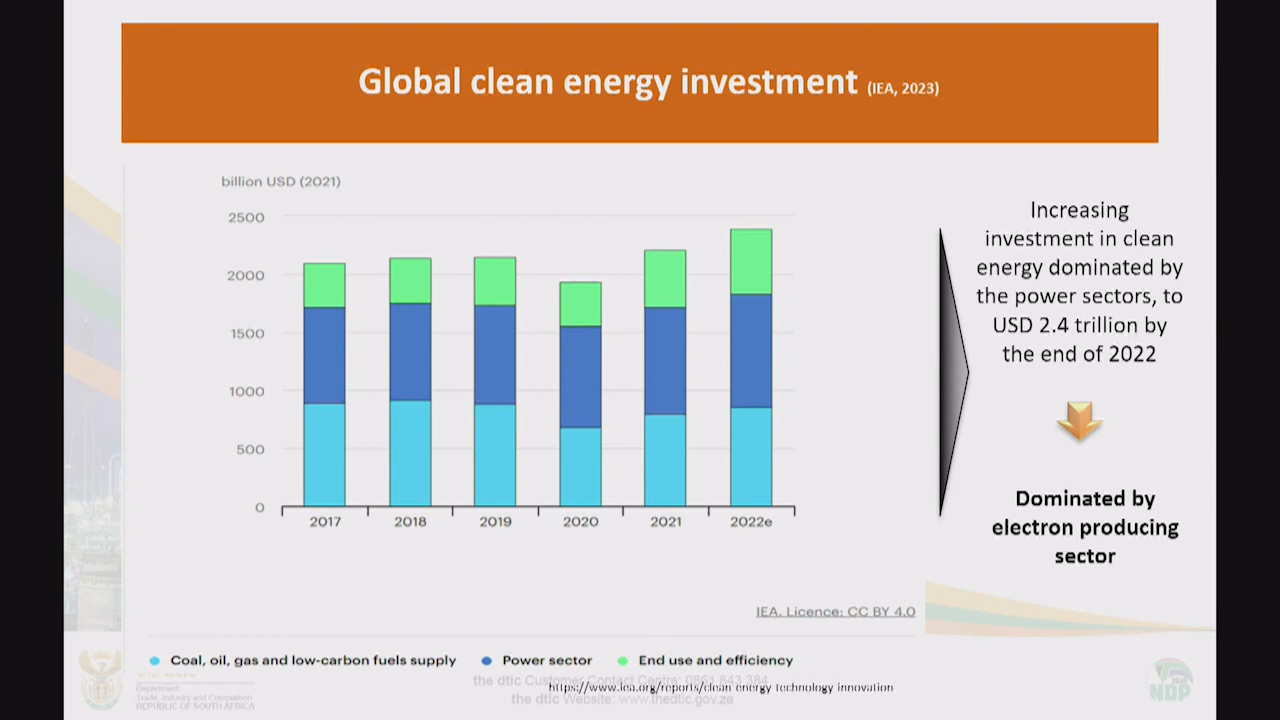 Global clean energy investment (IEA, 2023)
billion USD (2021)
2500
2000
1500
1000
500
0
2017 2018 2019 2020 2021 2022e
IEA. Licence: CC BY 4.0
Coal, oil, gas and low-carbon fuels supply Power sector End use and efficiency
Increasing
investment in clean
energy dominated by
the power sectors, to
USD 2.4 trillion by
the end of 2022
Dominated by
electron producing
sector
Department:
Trade, Industry and Competition
REPUBLIC OF SOUTH AFRICA
the dtic Customer Contact Centre: 0861 843 384
https://www.iea.org/reports/clean-energy-technology-innovation
the dtic Website: www.thedtic.gov.za
NDP